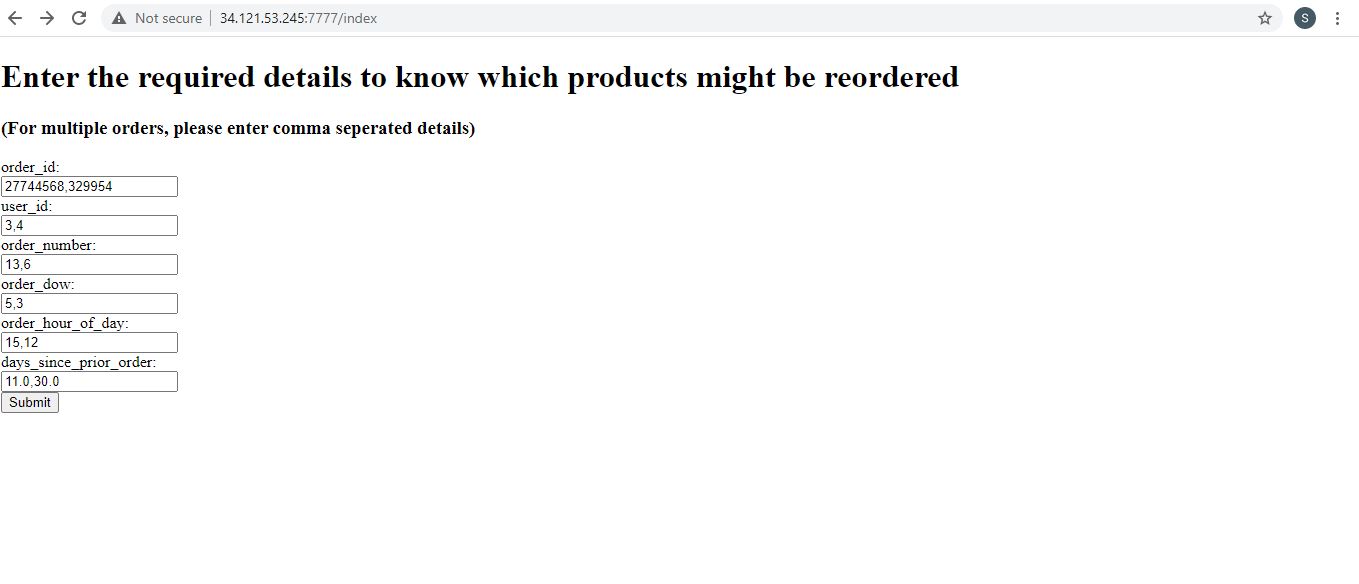 Not secure 34.121.53.245:7777/index S
Enter the required details to know which products might be reordered
(For multiple orders, please enter comma seperated details)
order_id:
27744568,329954
user_id:
3,4
order_number:
13,6
order_dow:
5,3
order_hour_of_day:
15,12
days_since_prior_order:
11.0,30.0
Submit